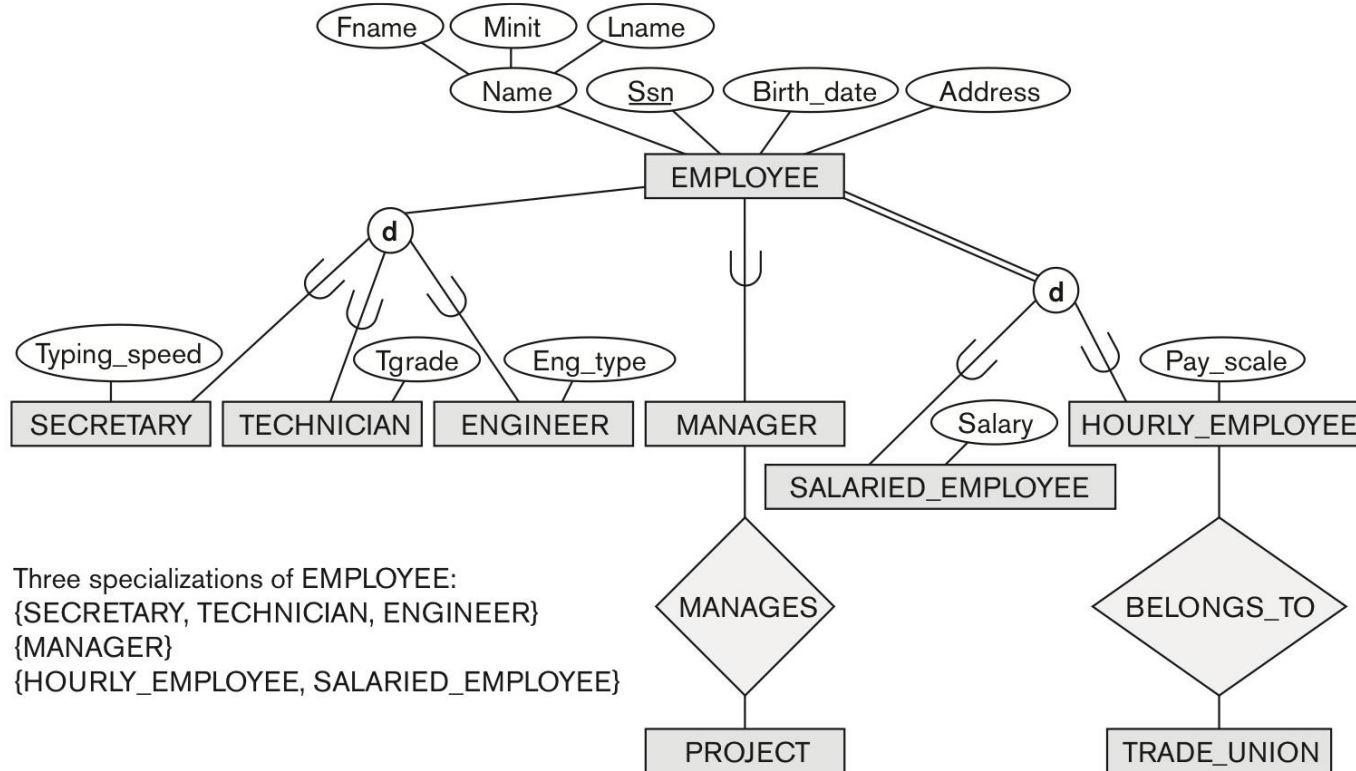 Fname Minit Lname
Name Ssn Birth_date Address
EMPLOYEE
d
d
Typing_speed Tgrade Eng_type Pay_scale
SECRETARY TECHNICIAN ENGINEER MANAGER Salary HOURLY_EMPLOYEE
SALARIED_EMPLOYEE
Three specializations of EMPLOYEE:
{SECRETARY, TECHNICIAN, ENGINEER}
{MANAGER}
{HOURLY_EMPLOYEE, SALARIED_EMPLOYEE}
MANAGES BELONGS_TO
PROJECT TRADE_UNION